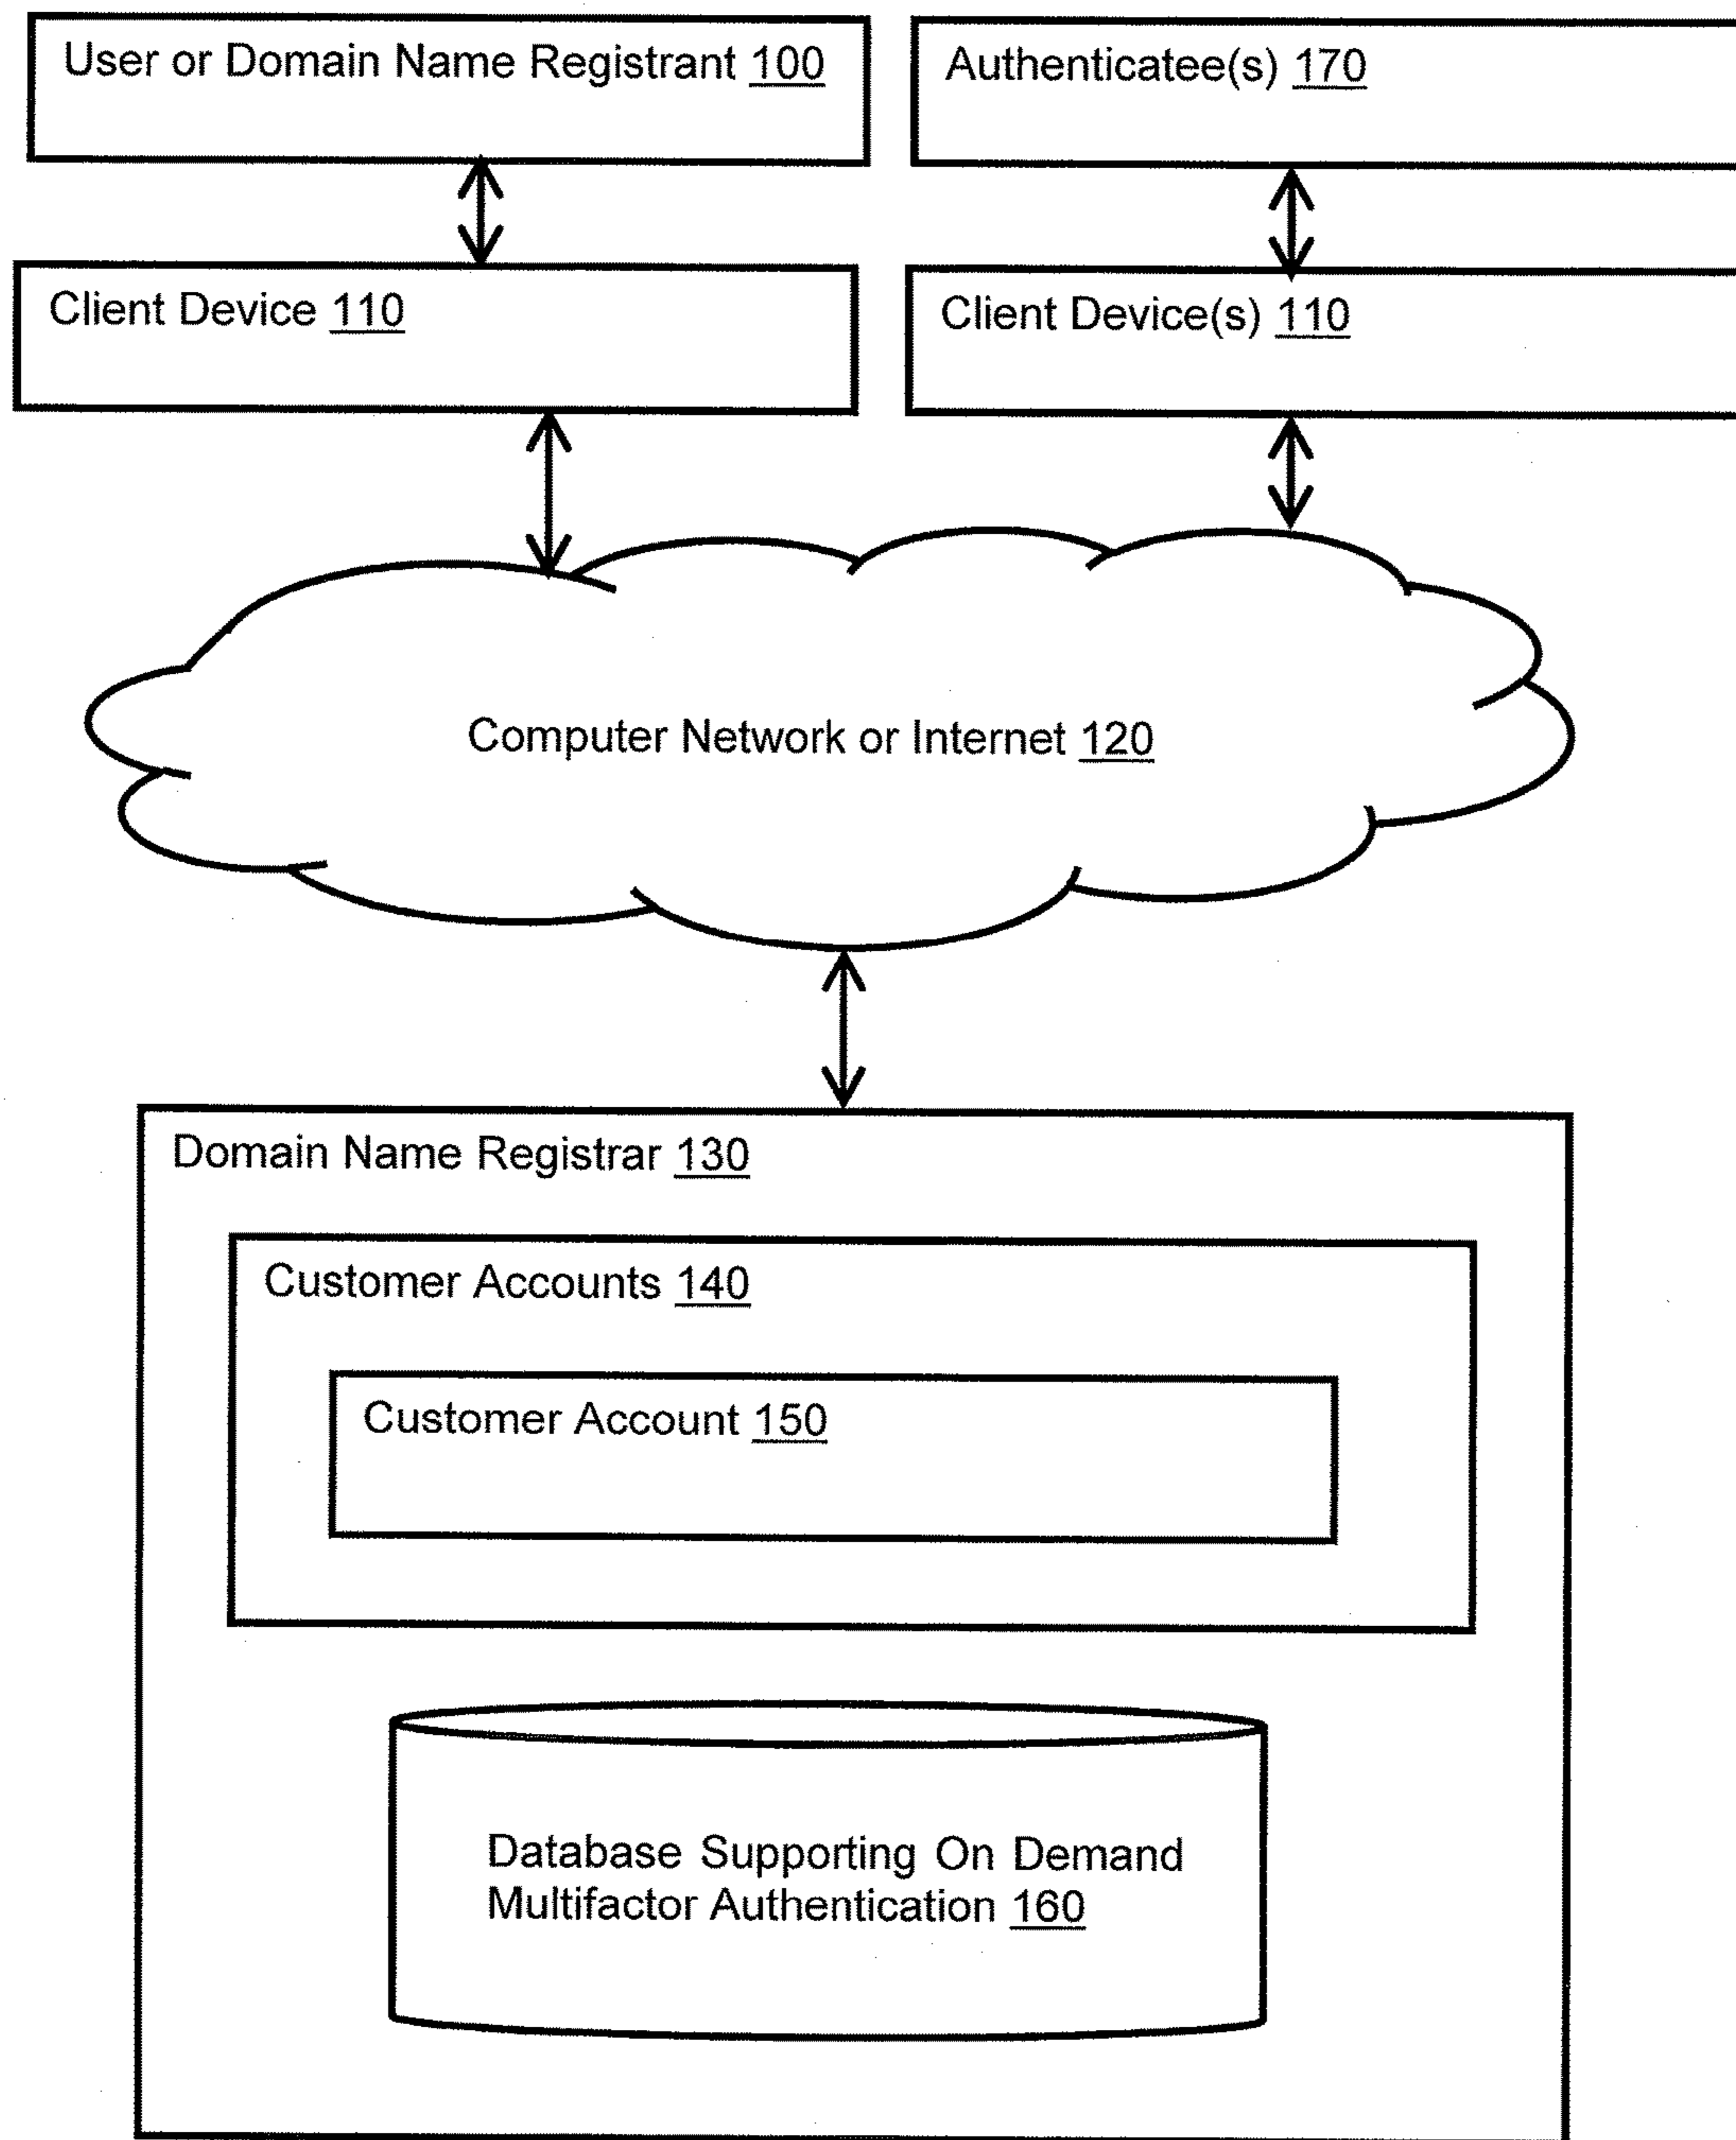 User or Domain Name Registrant 100
Authenticatee(s) 170
Client Device 110
Client Device(s) 110
Computer Network or Internet 120
Domain Name Registrar 130
Customer Accounts 140
Customer Account 150
Database Supporting On Demand
Multifactor Authentication 160